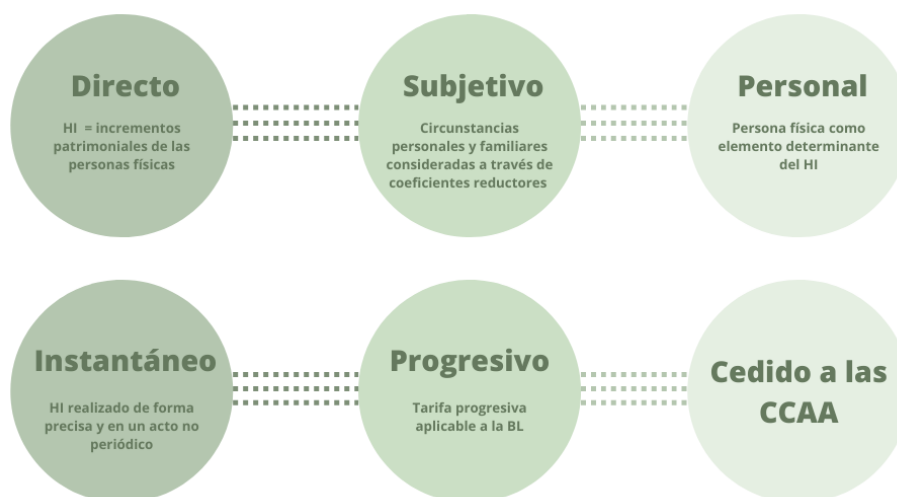 Directo
HI = incrementos
patrimoniales de las
personas físicas
Subjetivo
Circunstancias
personales y familiares
consideradas a través de
coeficientes reductores
Personal
Persona física como
elemento determinante
del HI
Instantáneo
HI realizado de forma
precisa y en un acto no
periódico
Progresivo
Tarifa progresiva
aplicable a la BL
Cedido a las
CCAA